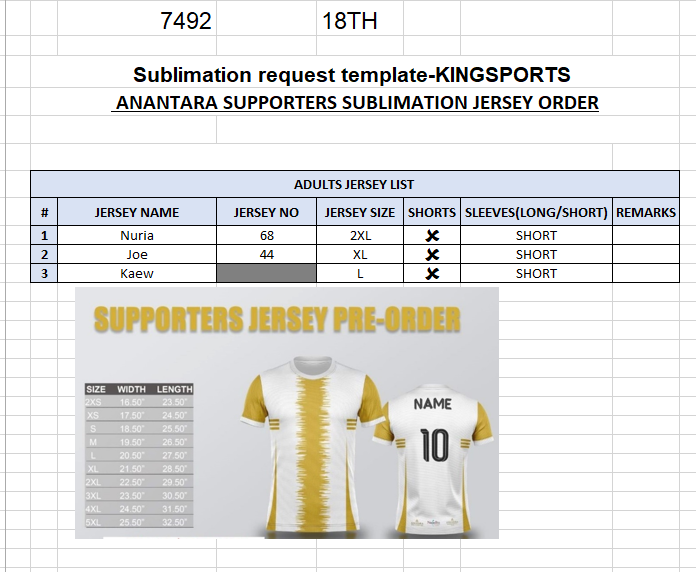 7492 18TH
Sublimation request template-KINGSPORTS
ANANTARA SUPPORTERS SUBLIMATION JERSEY ORDER
ADULTS JERSEY LIST
# JERSEY NAME JERSEY NO JERSEY SIZE SHORTS SLEEVES(LONG/SHORT) REMARKS
1 Nuria 68 2XL ✖ SHORT
2 Joe 44 XL ✖ SHORT
3 Kaew L ✖ SHORT
SUPPORTERS JERSEY PRE-ORDER
SIZE WIDTH LENGTH
2XS 16.50" 23.50"
XS 17.50" 24.50"
S 18.50" 25.50"
M 19.50" 26.50"
L 20.50" 27.50"
XL 21.50" 28.50"
2XL 22.50" 29.50"
3XL 23.50" 30.50"
4XL 24.50" 31.50"
5XL 25.50" 32.50"
NAME
10